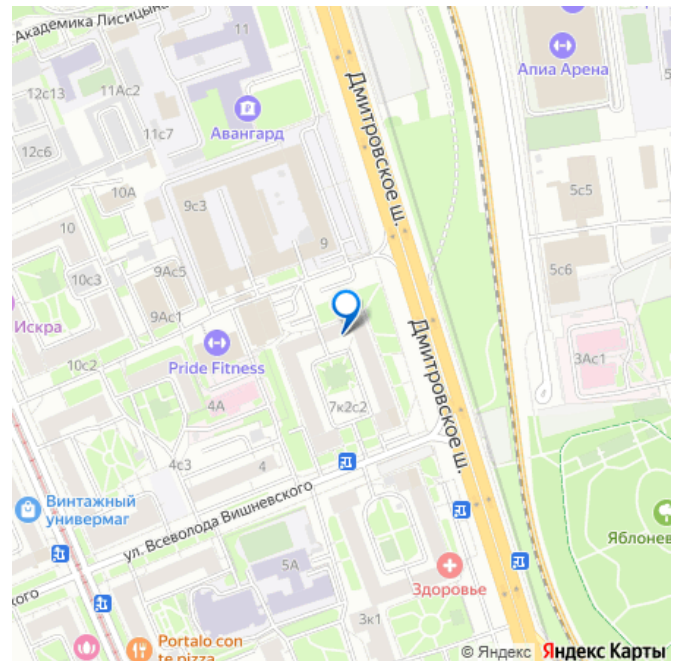 Академика Лисицына
11
Апиа Арена
12с13
11Ас2
Авангард
11с7
12с6
Дмитровское ш.
10А
5с5
9с3
10
9
9Ас5
10с3
5с6
Искра
9Ас1
Pride Fitness
Дмитровское ш.
3Ас1
10с2
4А
7к2с2
4с3
4
Винтажный
универмаг
ул. Всеволода Вишневского
Яблонев
5А
Здоровье
3к1
Portalo con
te pizza
© Яндекс Яндекс Карты